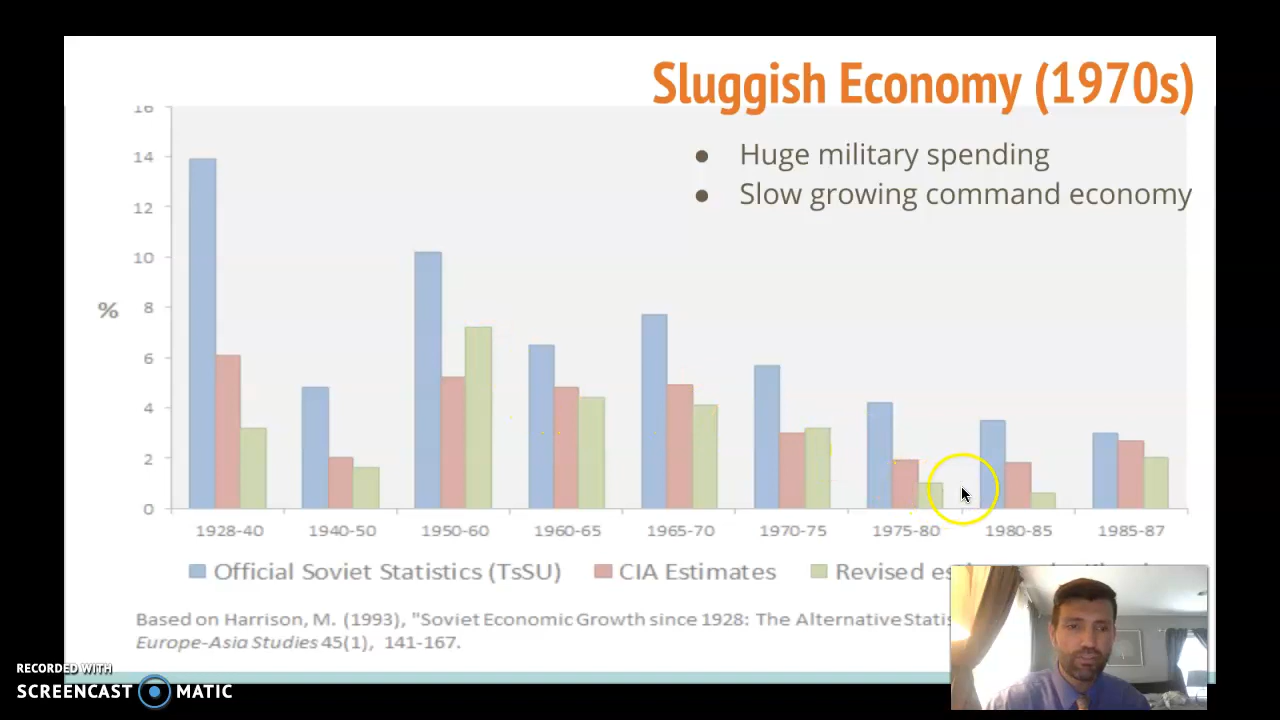 Sluggish Economy (1970s)
● Huge military spending
● Slow growing command economy
16
14
12
10
%
8
6
4
2
0
1928-40 1940-50 1950-60 1960-65 1965-70 1970-75 1975-80 1980-85 1985-87
Official Soviet Statistics (TsSU) CIA Estimates Revised
Based on Harrison, M. (1993), "Soviet Economic Growth since 1928: The Alternative
Europe-Asia Studies 45(1), 141-167.
RECORDED WITH
SCREENCAST MATIC